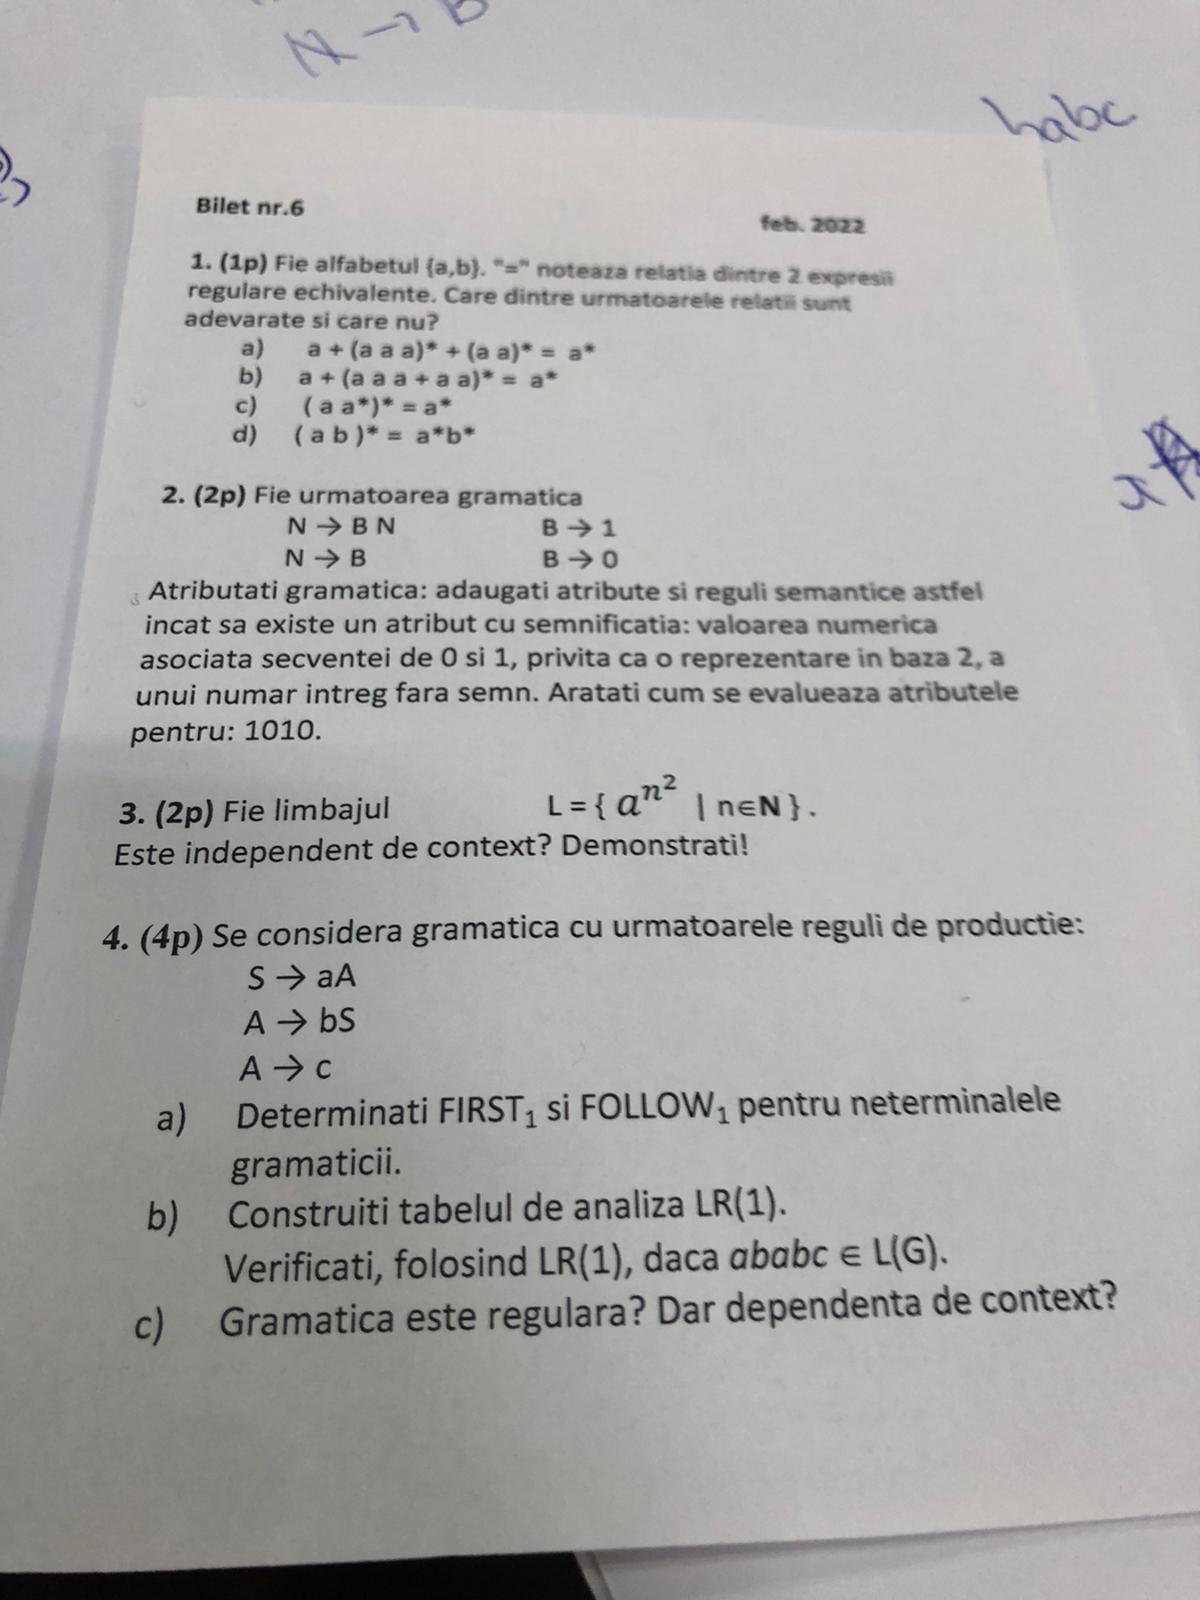 N → B
habc
Bilet nr.6
feb. 2022
1. (1p) Fie alfabetul {a,b}. "=" noteaza relatia dintre 2 expresii
regulare echivalente. Care dintre urmatoarele relatii sunt
adevarate si care nu?
a) a + (a a a)* + (a a)* = a*
b) a + (a a a + a a)* = a*
c) ( a a*)* = a*
d) ( a b )* = a*b*
2. (2p) Fie urmatoarea gramatica
N → B N B → 1
N → B B → 0
Atributati gramatica: adaugati atribute si reguli semantice astfel
incat sa existe un atribut cu semnificatia: valoarea numerica
asociata secventei de 0 si 1, privita ca o reprezentare in baza 2, a
unui numar intreg fara semn. Aratati cum se evalueaza atributele
pentru: 1010.
3. (2p) Fie limbajul L = { a^{n^2} | n∈N }.
Este independent de context? Demonstrati!
4. (4p) Se considera gramatica cu urmatoarele reguli de productie:
S → aA
A → bS
A → c
a) Determinati FIRST₁ si FOLLOW₁ pentru neterminalele
gramaticii.
b) Construiti tabelul de analiza LR(1).
Verificati, folosind LR(1), daca ababc ∈ L(G).
c) Gramatica este regulara? Dar dependenta de context?